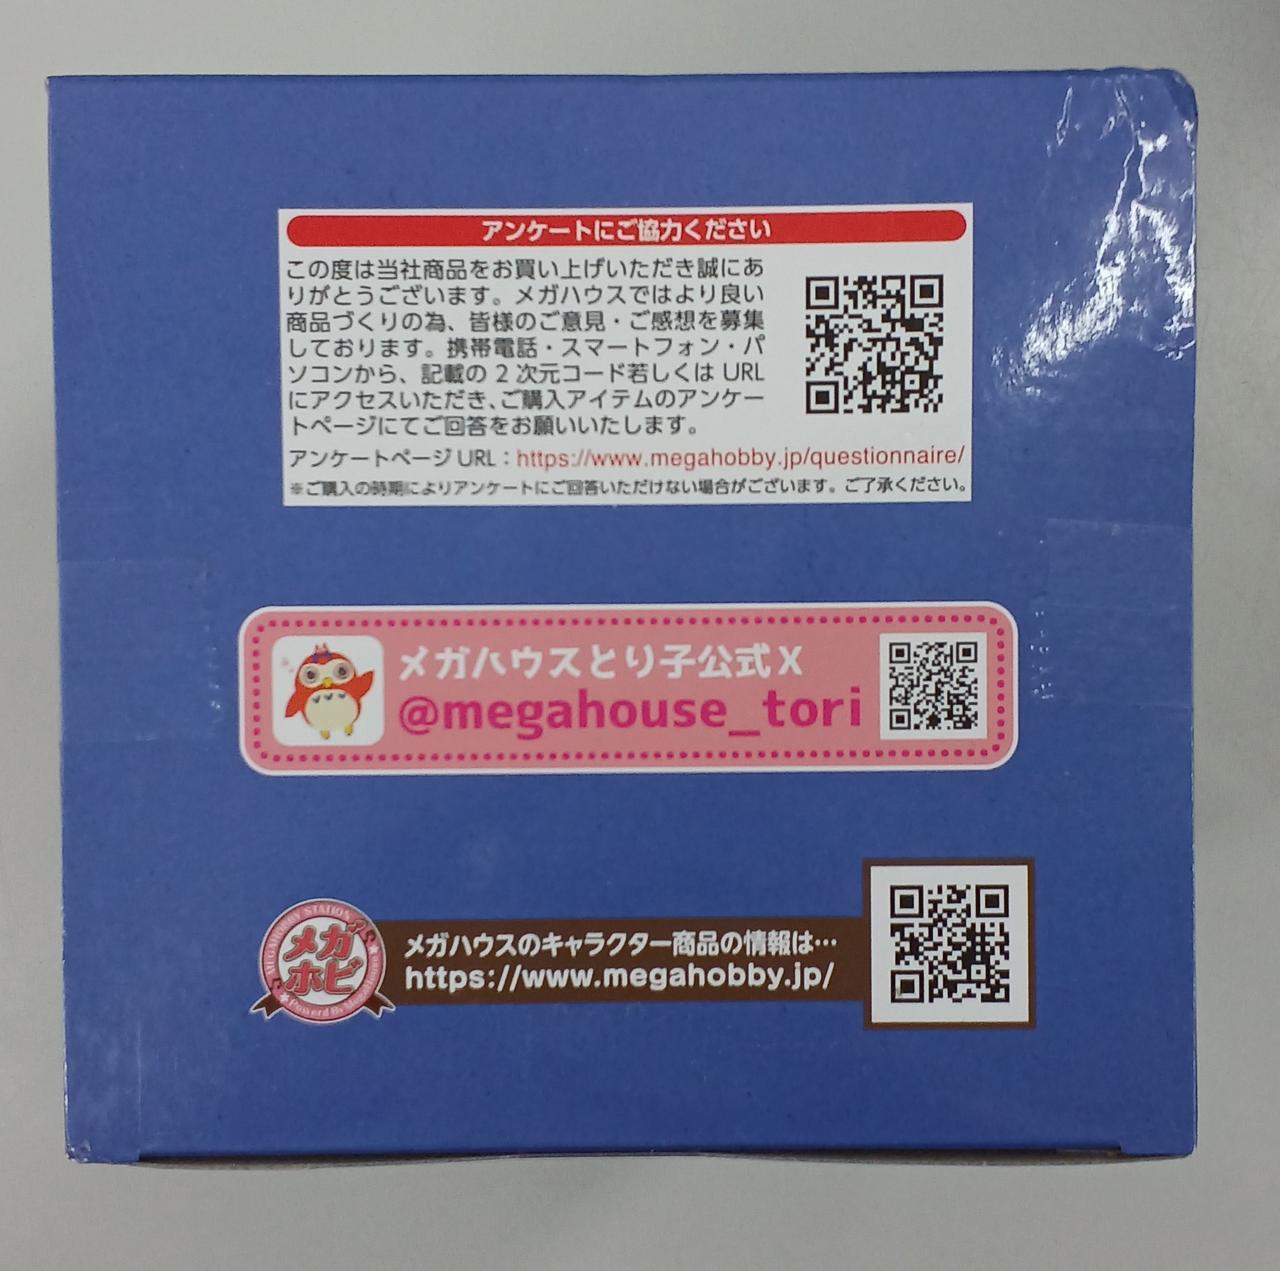 アンケートにご協力ください
この度は当社商品をお買い上げいただき誠にあ
りがとうございます。メガハウスではより良い
商品づくりの為、皆様のご意見・ご感想を募集
しております。携帯電話・スマートフォン・パ
ソコンから、記載の 2 次元コード若しくは URL
にアクセスいただき、ご購入アイテムのアンケー
トページにてご回答をお願いいたします。
アンケートページ URL：https://www.megahobby.jp/questionnaire/
※ご購入の時期によりアンケートにご回答いただけない場合がございます。ご了承ください。
メガハウスとり子公式X
@megahouse_tori
MEGAHOBBY STATION
メガ
ホビ
Powerd By
メガハウスのキャラクター商品の情報は…
https://www.megahobby.jp/